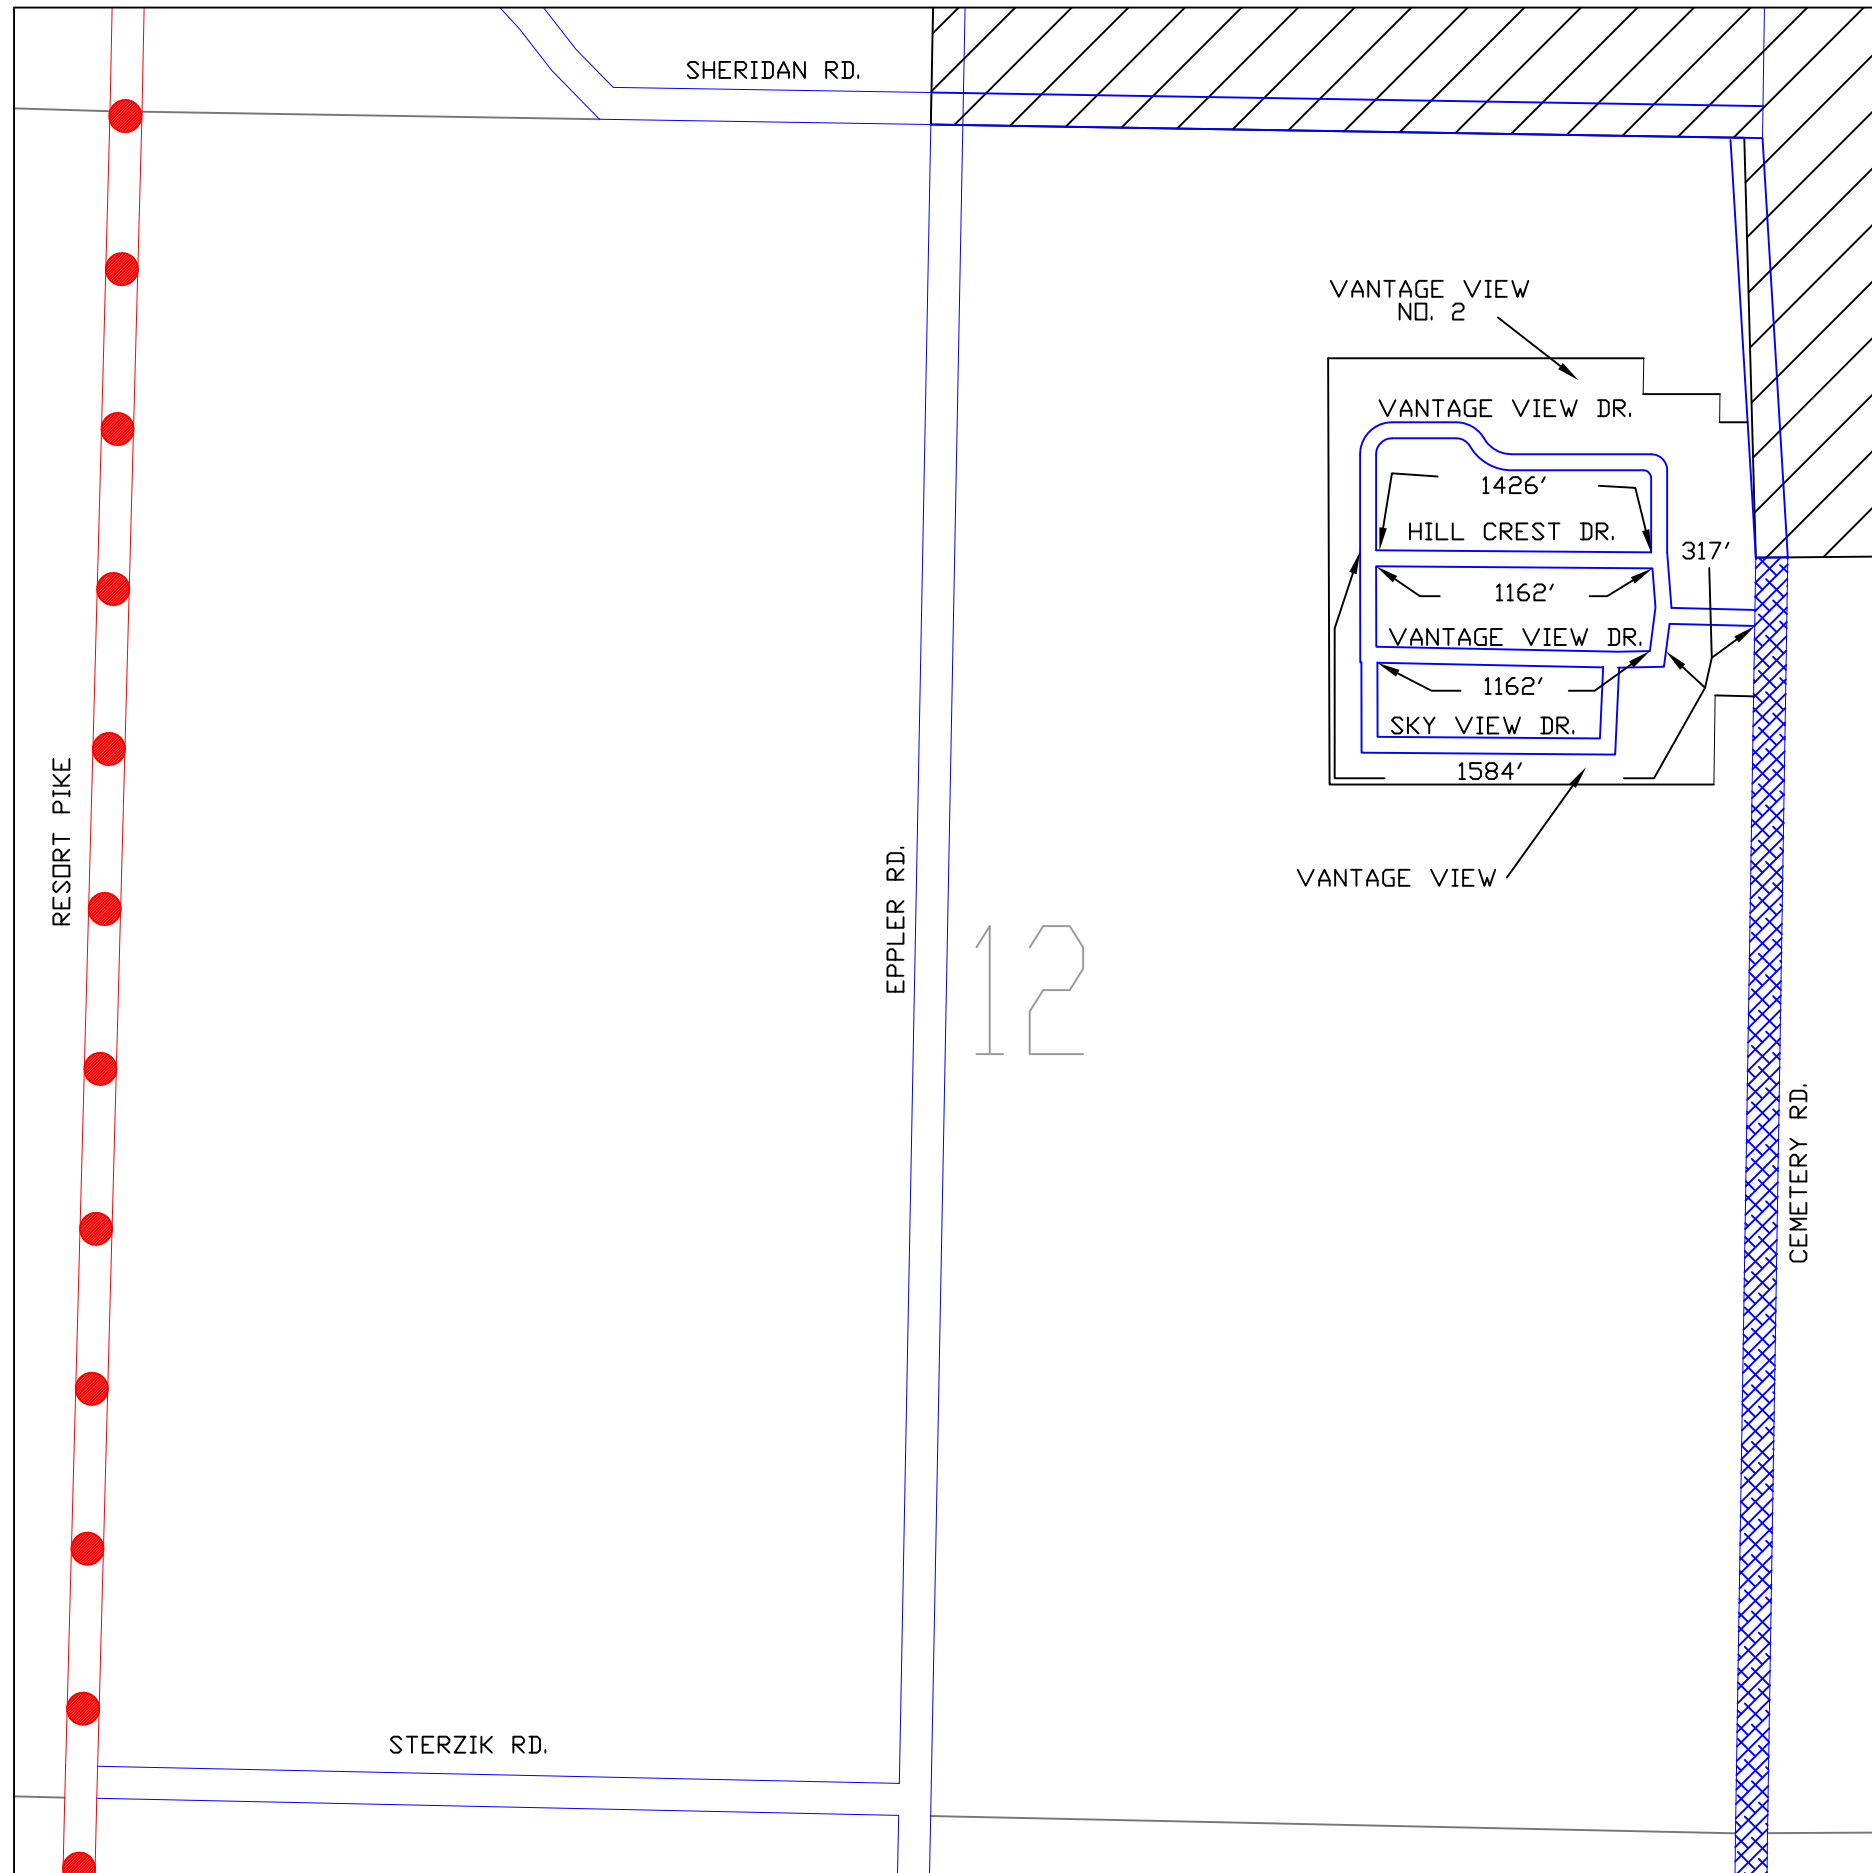 SHERIDAN RD.
VANTAGE VIEW
NO. 2
VANTAGE VIEW DR.
1426'
HILL CREST DR.
317'
1162'
VANTAGE VIEW DR.
1162'
SKY VIEW DR.
1584'
VANTAGE VIEW
RESORT PIKE
EPPLER RD.
12
CEMETERY RD.
STERZIK RD.